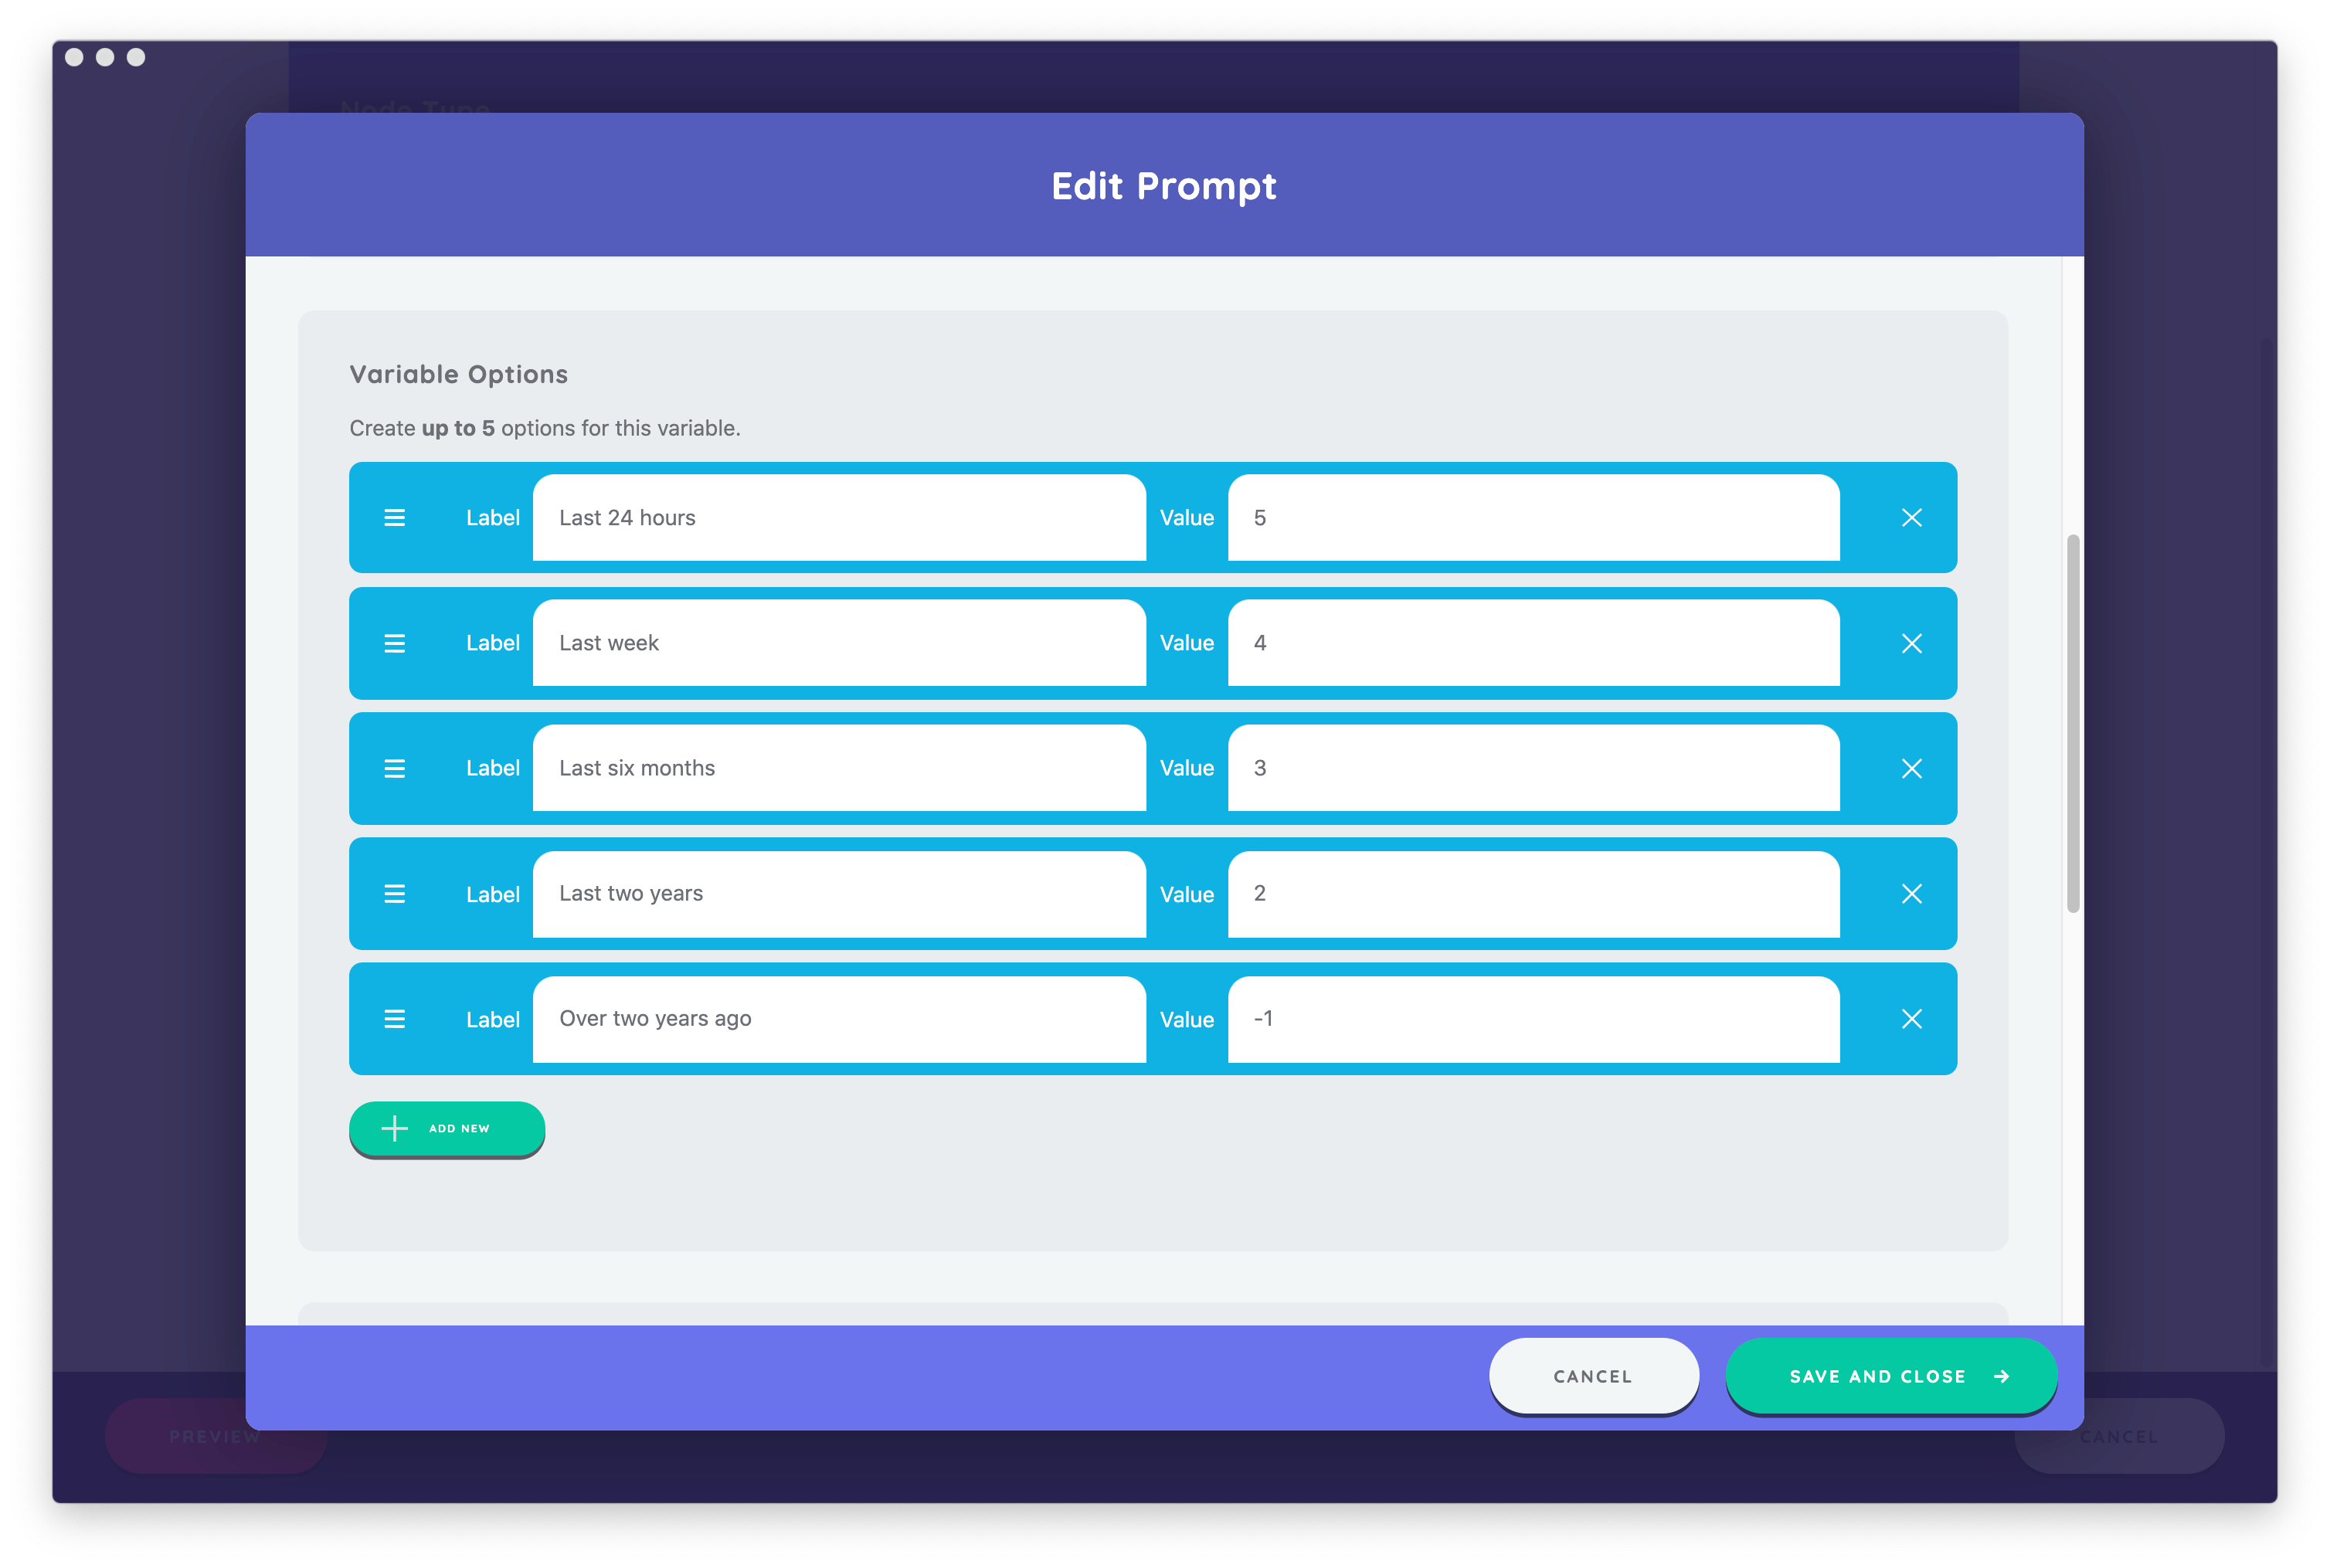 Node Type
Edit Prompt
Variable Options
Create up to 5 options for this variable.
Label Last 24 hours Value 5
Label Last week Value 4
Label Last six months Value 3
Label Last two years Value 2
Label Over two years ago Value -1
ADD NEW
CANCEL SAVE AND CLOSE
PREVIEW CANCEL